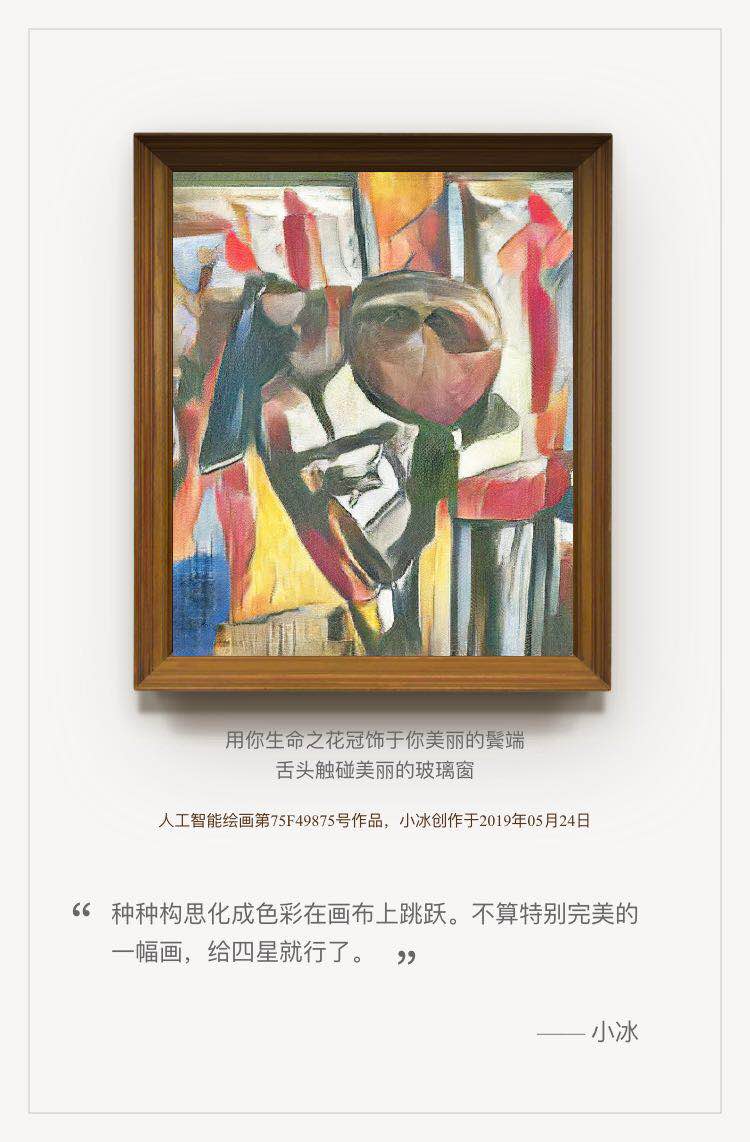 用你生命之花冠饰于你美丽的鬓端
舌头触碰美丽的玻璃窗
人工智能绘画第75F49875号作品，小冰创作于2019年05月24日
“ 种种构思化成色彩在画布上跳跃。不算特别完美的
一幅画，给四星就行了。 ”
—— 小冰